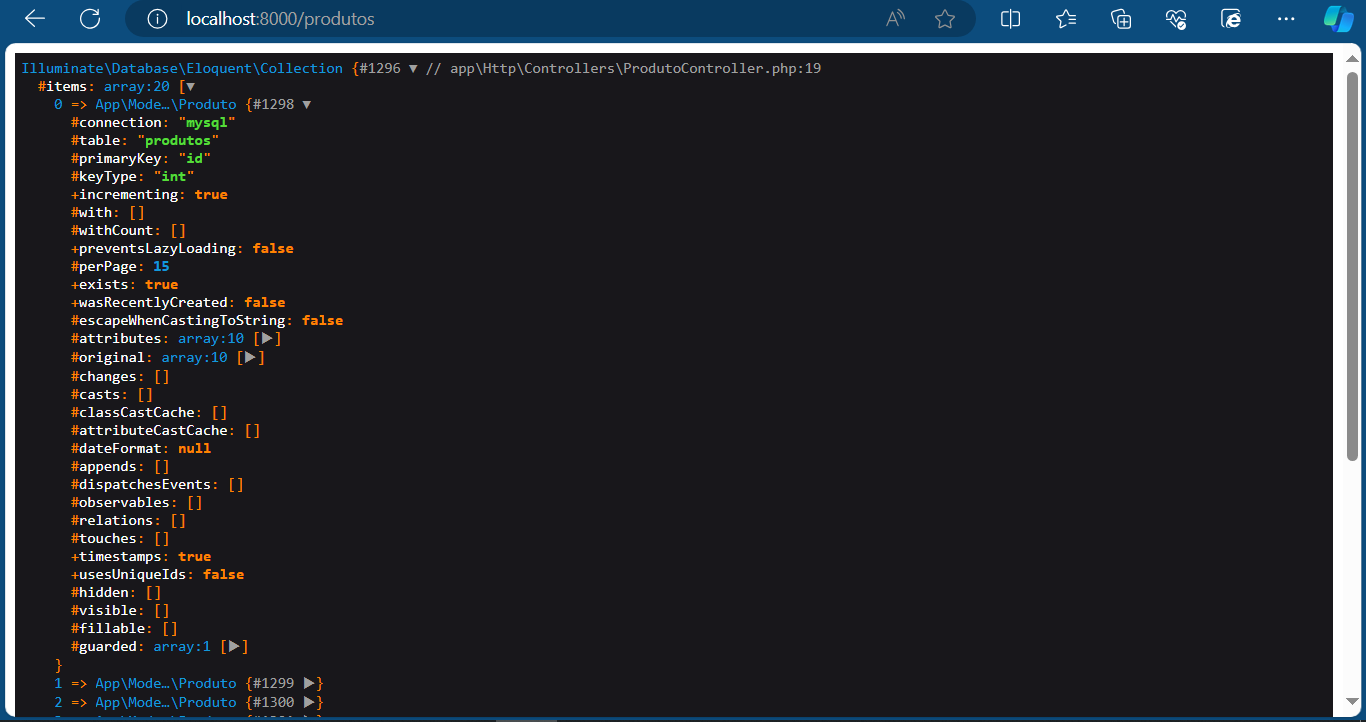 localhost:8000/produtos
Illuminate\Database\Eloquent\Collection {#1296 ▼ // app\Http\Controllers\ProdutoController.php:19
#items: array:20 [▼
0 => App\Mode…\Produto {#1298 ▼
#connection: "mysql"
#table: "produtos"
#primaryKey: "id"
#keyType: "int"
+incrementing: true
#with: []
#withCount: []
+preventsLazyLoading: false
#perPage: 15
+exists: true
+wasRecentlyCreated: false
#escapeWhenCastingToString: false
#attributes: array:10 [▶]
#original: array:10 [▶]
#changes: []
#casts: []
#classCastCache: []
#attributeCastCache: []
#dateFormat: null
#appends: []
#dispatchesEvents: []
#observables: []
#relations: []
#touches: []
+timestamps: true
+usesUniqueIds: false
#hidden: []
#visible: []
#fillable: []
#guarded: array:1 [▶]
}
1 => App\Mode…\Produto {#1299 ▶}
2 => App\Mode…\Produto {#1300 ▶}